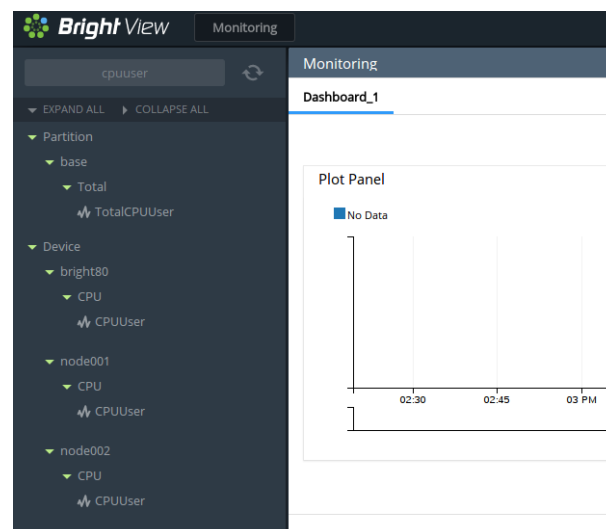 Bright View
Monitoring
cpuuser
EXPAND ALL COLLAPSE ALL
Partition
base
Total
TotalCPUUser
Device
bright80
CPU
CPUUser
node001
CPU
CPUUser
node002
CPU
CPUUser
Monitoring
Dashboard_1
Plot Panel
No Data
02:30 02:45 03 PM